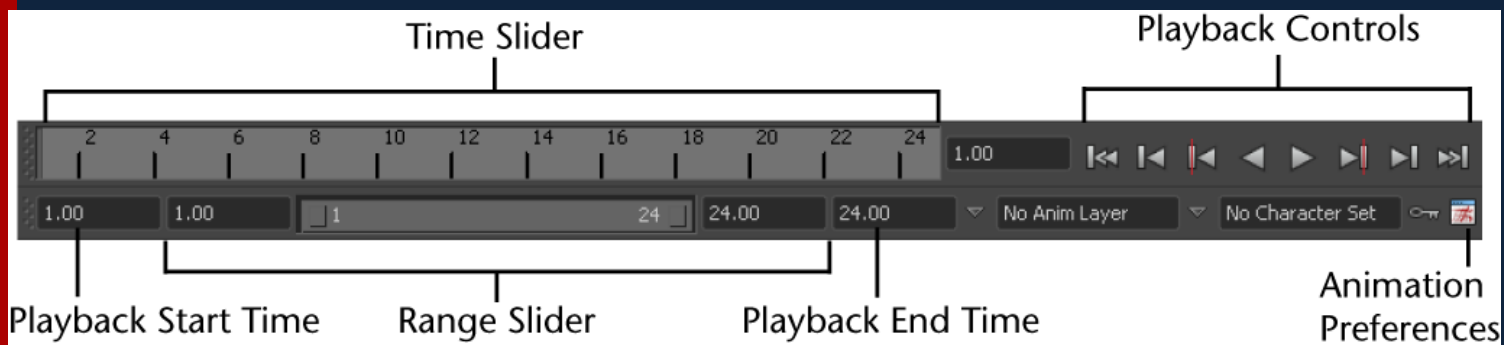 Time Slider
Playback Controls
2 4 6 8 10 12 14 16 18 20 22 24
1.00
1.00 1.00 1 24 24.00 24.00 No Anim Layer No Character Set
Playback Start Time Range Slider Playback End Time
Animation
Preferences